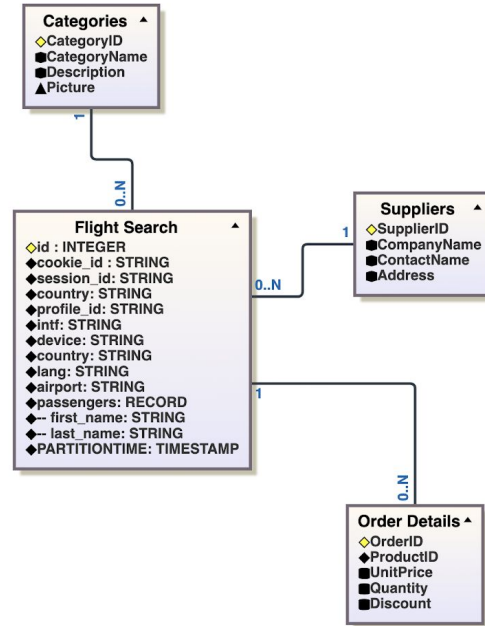 Categories
CategoryID
CategoryName
Description
Picture
1
0..N
Flight Search
id : INTEGER
cookie_id : STRING
session_id: STRING
country: STRING
profile_id: STRING
intf: STRING
device: STRING
country: STRING
lang: STRING
airport: STRING
passengers: RECORD
-- first_name: STRING
-- last_name: STRING
PARTITIONTIME: TIMESTAMP
0..N
1
Suppliers
SupplierID
CompanyName
ContactName
Address
1
0..N
Order Details
OrderID
ProductID
UnitPrice
Quantity
Discount